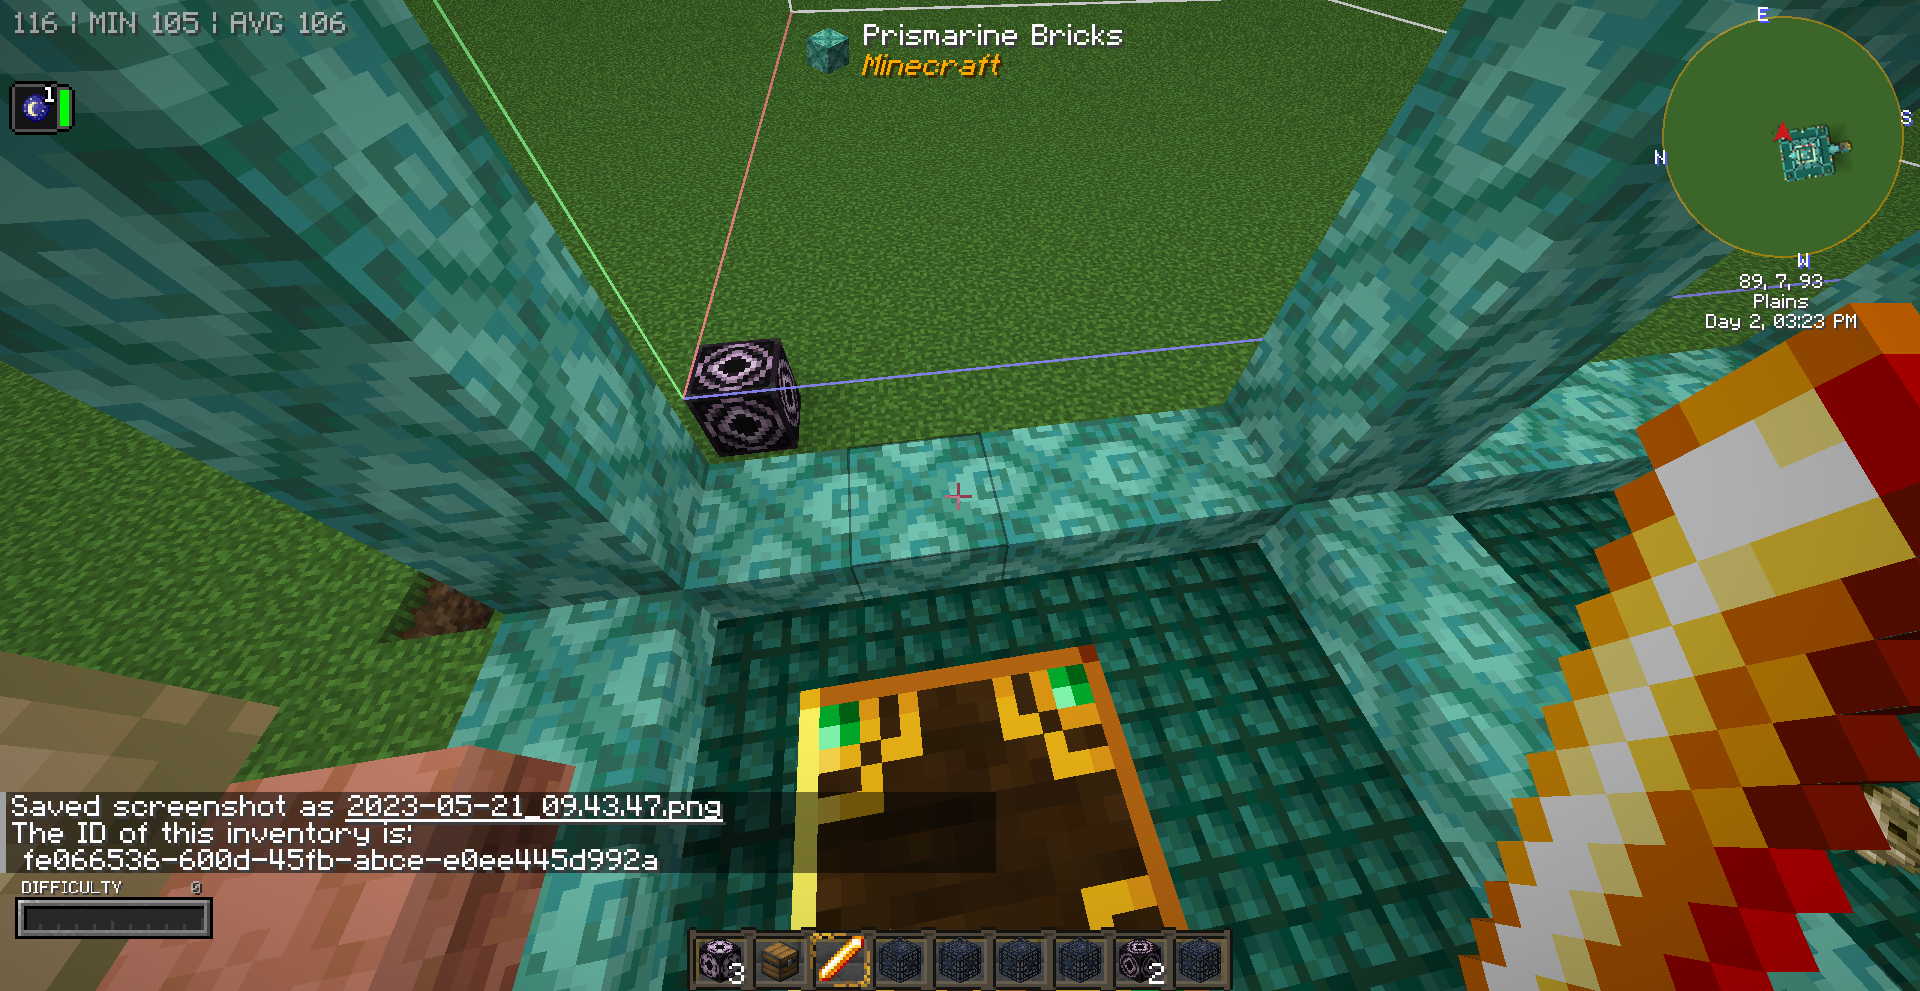 116 | MIN 105 | AVG 106
Prismarine Bricks
Minecraft
1
E
S
N
W
89, 7, 93
Plains
Day 2, 03:23 PM
Saved screenshot as 2023-05-21_09.43.47.png
The ID of this inventory is:
fe066536-600d-45fb-abce-e0ee445d992a
DIFFICULTY 0
3
2